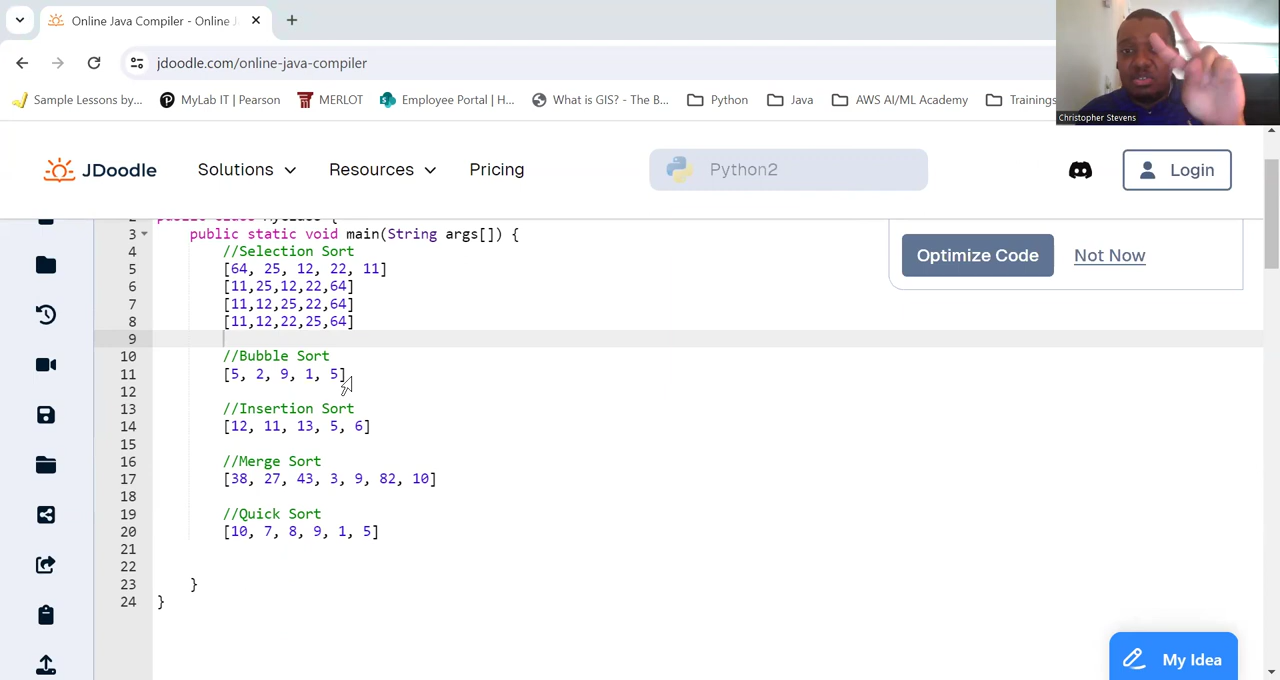 Online Java Compiler - Online J
jdoodle.com/online-java-compiler
Sample Lessons by... MyLab IT | Pearson MERLOT Employee Portal | H... What is GIS? - The B... Python Java AWS AI/ML Academy Trainings
Christopher Stevens
JDoodle Solutions Resources Pricing Python2 Login
2 public class MyClass {
3 public static void main(String args[]) {
4 //Selection Sort
5 [64, 25, 12, 22, 11]
6 [11,25,12,22,64]
7 [11,12,25,22,64]
8 [11,12,22,25,64]
9
10 //Bubble Sort
11 [5, 2, 9, 1, 5]
12
13 //Insertion Sort
14 [12, 11, 13, 5, 6]
15
16 //Merge Sort
17 [38, 27, 43, 3, 9, 82, 10]
18
19 //Quick Sort
20 [10, 7, 8, 9, 1, 5]
21
22
23 }
24 }
Optimize Code Not Now
My Idea